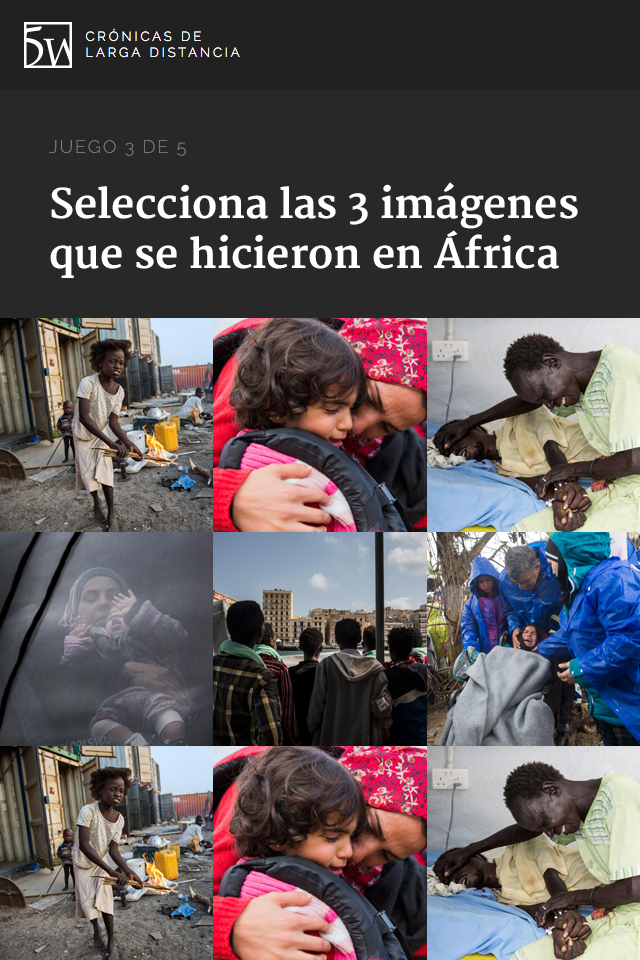 5W
CRÓNICAS DE
LARGA DISTANCIA
JUEGO 3 DE 5
Selecciona las 3 imágenes
que se hicieron en África